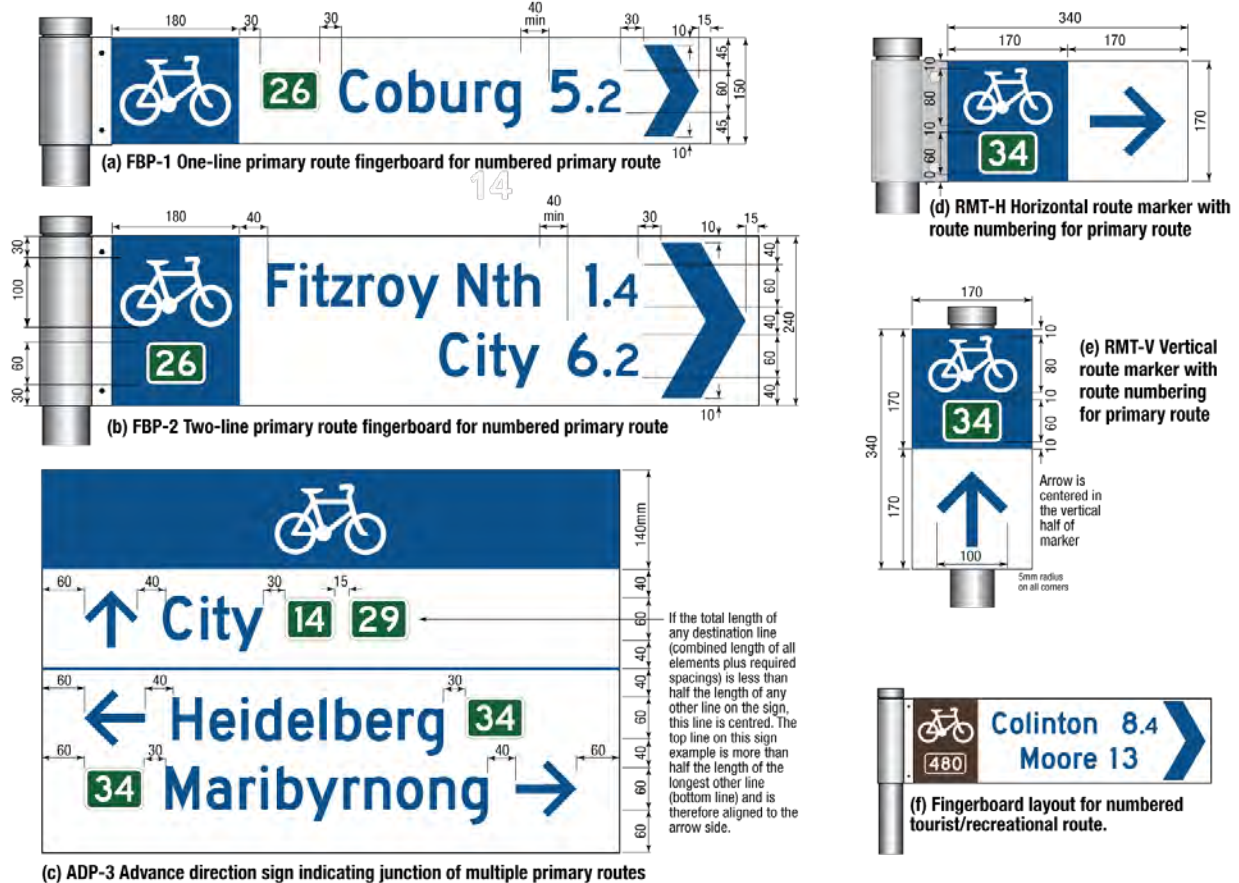 180
30
30
40
min
30
10
15
26 Coburg 5.2
45
60
45
150
10
(a) FBP-1 One-line primary route fingerboard for numbered primary route
14
180
40
40
min
30
10
15
30
100
60
30
Fitzroy Nth 1.4
26 City 6.2
40
60
40
60
40
240
10
(b) FBP-2 Two-line primary route fingerboard for numbered primary route
140mm
60
40
30
15
City 14 29
40
60
40
60
40
30
Heidelberg 34
40
60
40
60
30
40
60
34 Maribyrnong
60
60
If the total length of
any destination line
(combined length of all
elements plus required
spacings) is less than
half the length of any
other line on the sign,
this line is centred. The
top line on this sign
example is more than
half the length of the
longest other line
(bottom line) and is
therefore aligned to the
arrow side.
(c) ADP-3 Advance direction sign indicating junction of multiple primary routes
340
170
170
10
80
10
60
10
34
170
(d) RMT-H Horizontal route marker with
route numbering for primary route
170
340
170
170
10
80
10
60
10
34
100
(e) RMT-V Vertical
route marker with
route numbering
for primary route
Arrow is
centered in
the vertical
half of
marker
5mm radius
on all corners
Colinton 8.4
480 Moore 13
(f) Fingerboard layout for numbered
tourist/recreational route.